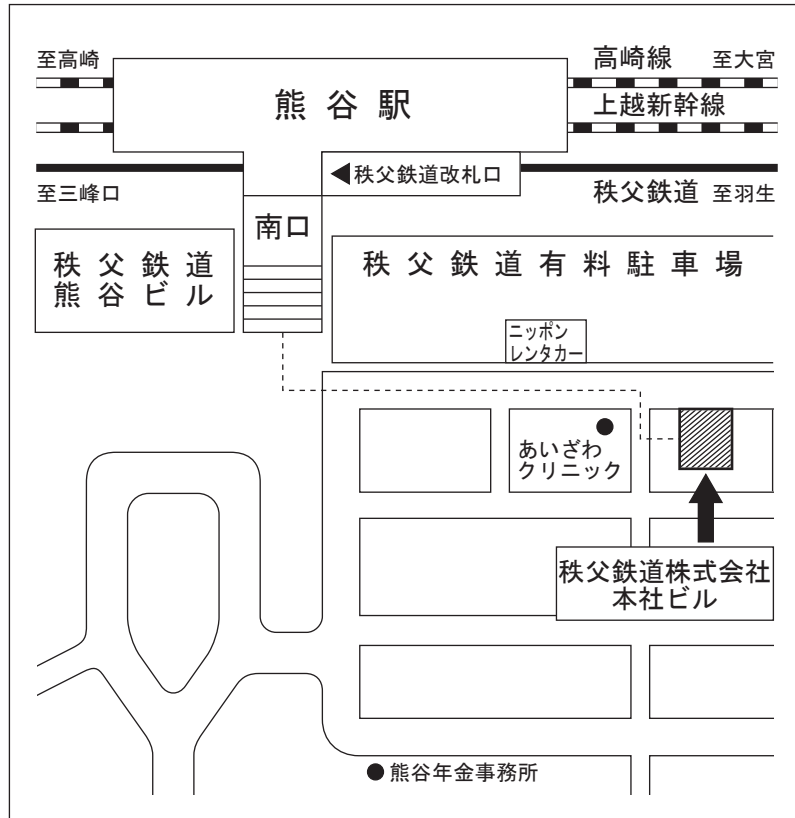 至高崎
高崎線
至大宮
熊谷駅
上越新幹線
秩父鉄道改札口
至三峰口
秩父鉄道
至羽生
南口
秩父鉄道
熊谷ビル
秩父鉄道有料駐車場
ニッポン
レンタカー
あいざわ
クリニック
秩父鉄道株式会社
本社ビル
熊谷年金事務所